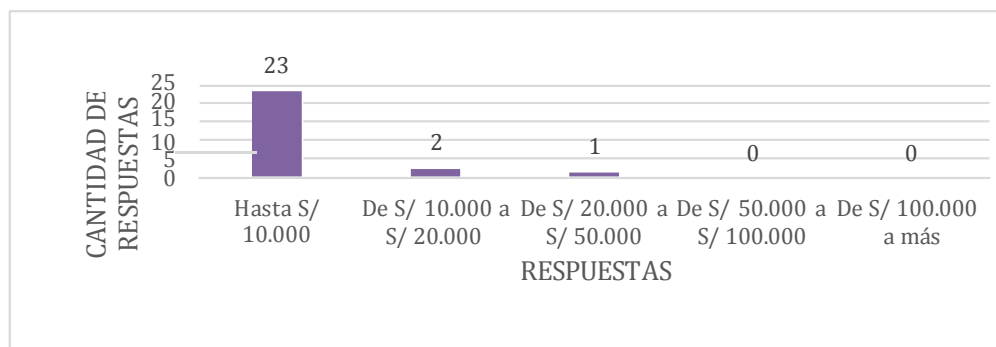 CANTIDAD DE
RESPUESTAS
25
20
15
10
5
0
23
2
1
0
0
Hasta S/
10.000
De S/ 10.000 a
S/ 20.000
De S/ 20.000 a
S/ 50.000
De S/ 50.000 a
S/ 100.000
De S/ 100.000
a más
RESPUESTAS